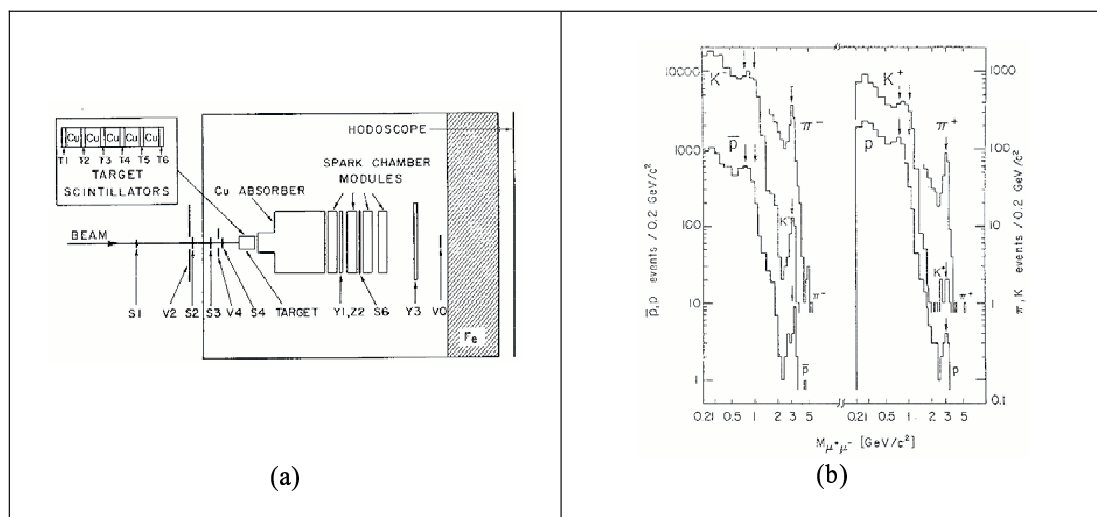 HODOSCOPE
SPARK CHAMBER
MODULES
Cu Cu Cu Cu Cu
T1 T2 T3 T4 T5 T6
TARGET
SCINTILLATORS
Cu ABSORBER
BEAM
S1 V2 S2 S3 V4 S4 TARGET Y1,Z2 S6 Y3 V0
Fe
(a)
10000
1000
100
10
1
p̄,p events / 0.2 GeV/c²
K⁻
π⁻
p̄
K⁻
π⁻
p̄
K⁺
π⁺
p
K⁺
π⁺
p
1000
100
10
1
0.1
π,K events / 0.2 GeV/c²
0.21 0.5 1 2 3 5 0.21 0.5 1 2 3 5
Mμ⁺μ⁻ [GeV/c²]
(b)